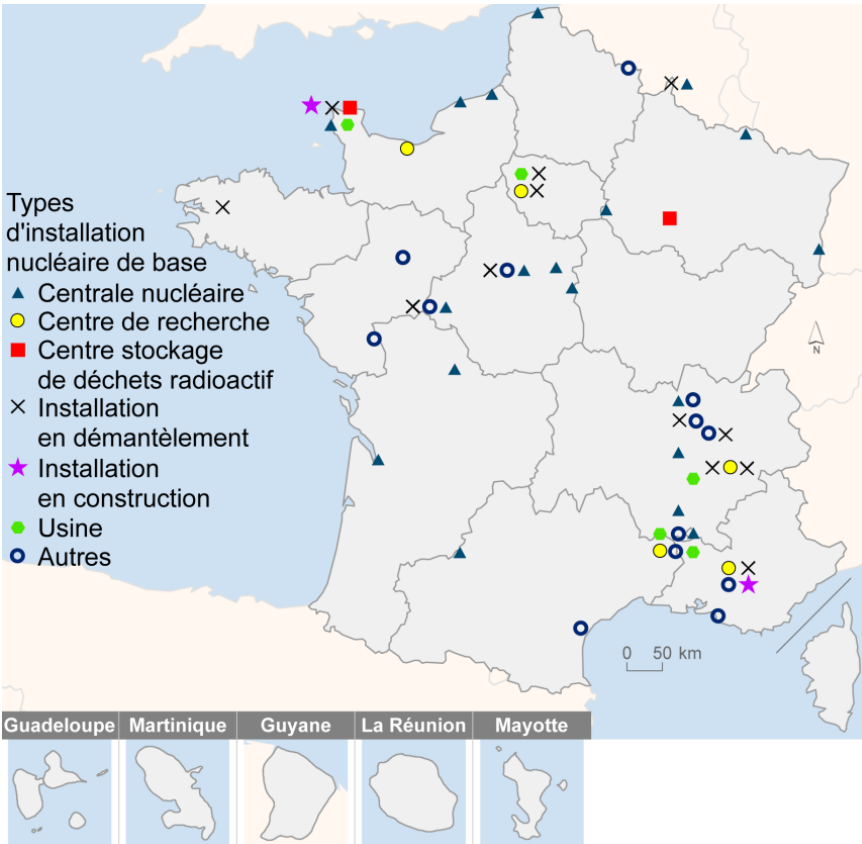 Types
d'installation
nucléaire de base
Centrale nucléaire
Centre de recherche
Centre stockage
de déchets radioactif
Installation
en démantèlement
Installation
en construction
Usine
Autres
N
0 50 km
Guadeloupe Martinique Guyane La Réunion Mayotte